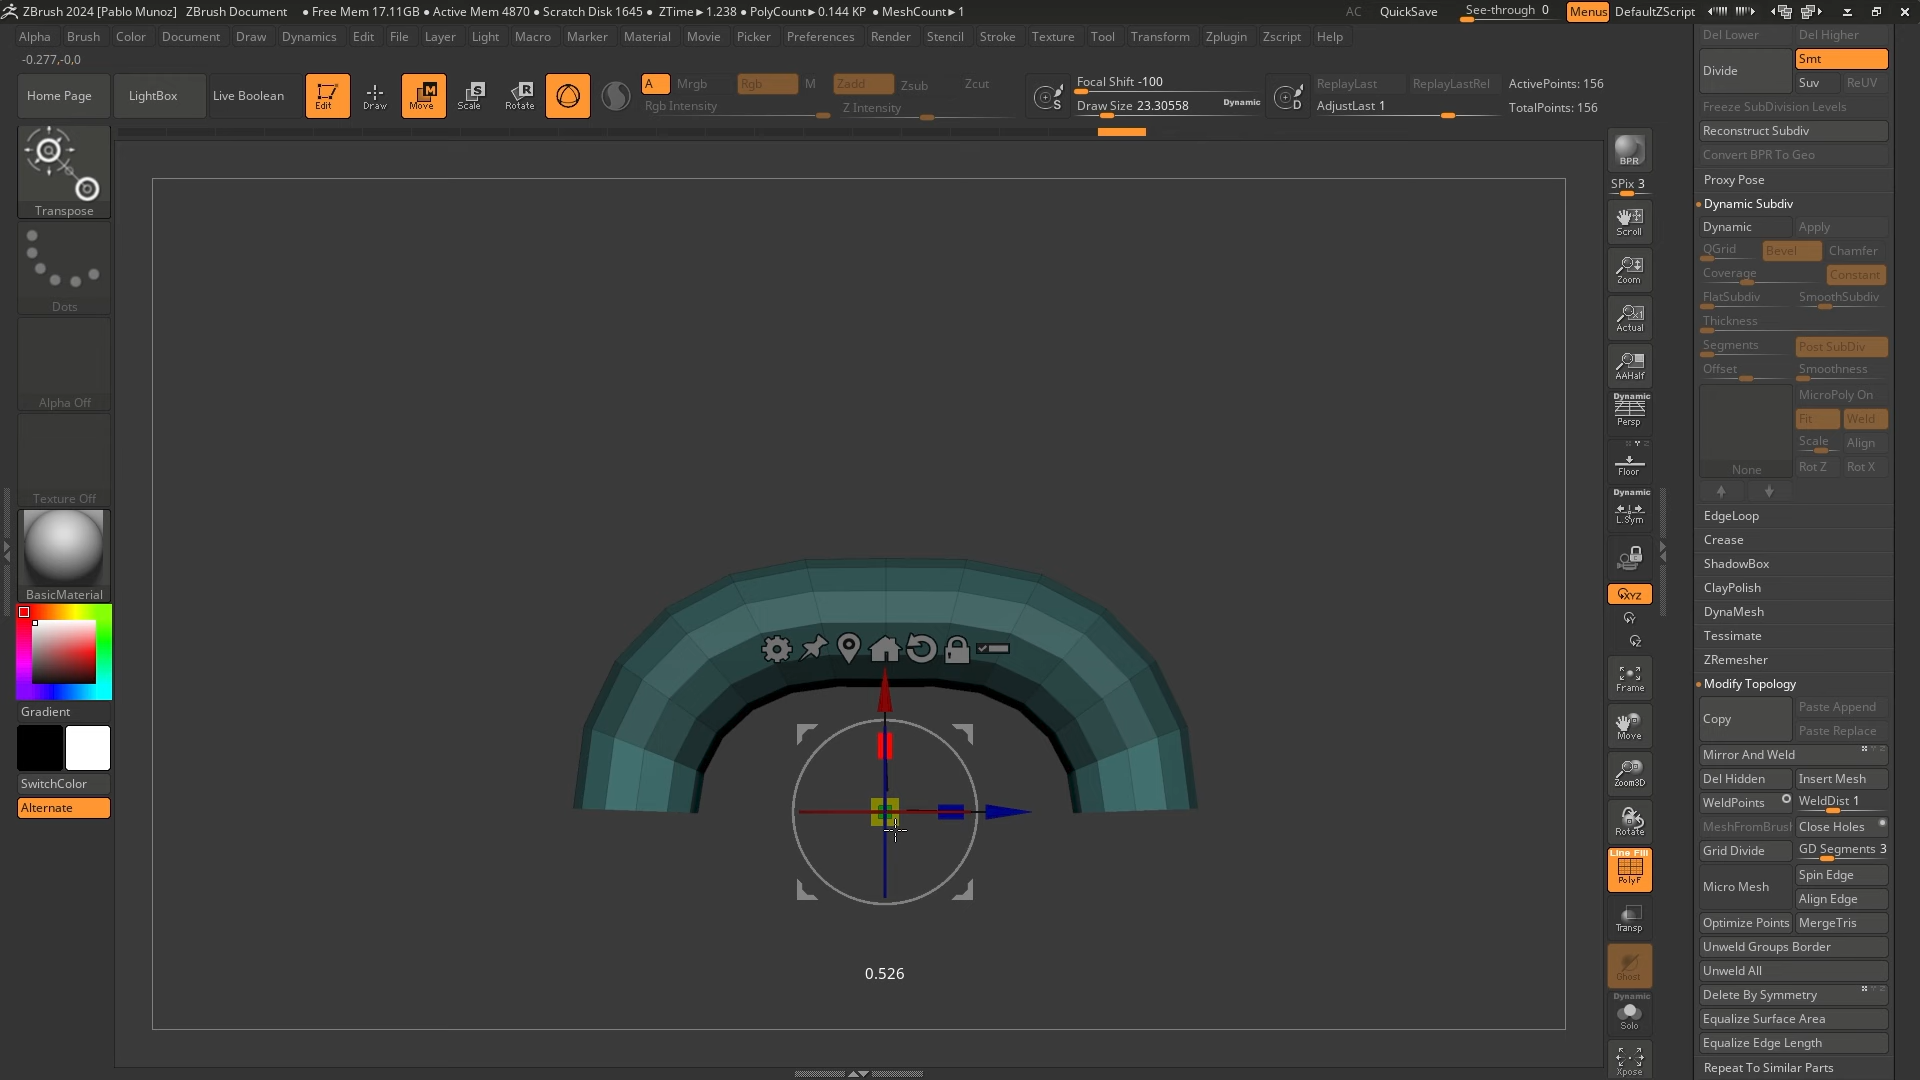 ZBrush 2024 [Pablo Munoz] ZBrush Document • Free Mem 17.11GB • Active Mem 4870 • Scratch Disk 1645 • ZTime▸1.238 • PolyCount▸0.144 KP • MeshCount▸1 AC QuickSave See-through 0 Menus DefaultZScript
Alpha Brush Color Document Draw Dynamics Edit File Layer Light Macro Marker Material Movie Picker Preferences Render Stencil Stroke Texture Tool Transform Zplugin Zscript Help
-0.277,-0,0
Home Page LightBox Live Boolean Edit Draw Move Scale Rotate
A Mrgb Rgb M Zadd Zsub Zcut
Rgb Intensity Z Intensity
S Focal Shift -100
Draw Size 23.30558 Dynamic
D ReplayLast ReplayLastRel ActivePoints: 156
AdjustLast 1 TotalPoints: 156
Transpose
Dots
Alpha Off
Texture Off
BasicMaterial
Gradient
SwitchColor
Alternate
0.526
BPR
SPix 3
Scroll
Zoom
Actual
AAHalf
Dynamic
Persp
Floor
Dynamic
L.Sym
XYZ
Y
Z
Frame
Move
Zoom3D
Rotate
Line Fill
PolyF
Transp
Ghost
Dynamic
Solo
Xpose
Del Lower Del Higher
Divide Smt
Suv ReUV
Freeze SubDivision Levels
Reconstruct Subdiv
Convert BPR To Geo
Proxy Pose
Dynamic Subdiv
Dynamic Apply
QGrid Bevel Chamfer
Coverage Constant
FlatSubdiv SmoothSubdiv
Thickness
Segments Post SubDiv
Offset Smoothness
None MicroPoly On
Fit Weld
Scale Align
Rot Z Rot X
EdgeLoop
Crease
ShadowBox
ClayPolish
DynaMesh
Tessimate
ZRemesher
Modify Topology
Copy Paste Append
Paste Replace
Mirror And Weld
Del Hidden Insert Mesh
WeldPoints WeldDist 1
MeshFromBrus Close Holes
Grid Divide GD Segments 3
Micro Mesh Spin Edge
Align Edge
Optimize Points MergeTris
Unweld Groups Border
Unweld All
Delete By Symmetry
Equalize Surface Area
Equalize Edge Length
Repeat To Similar Parts